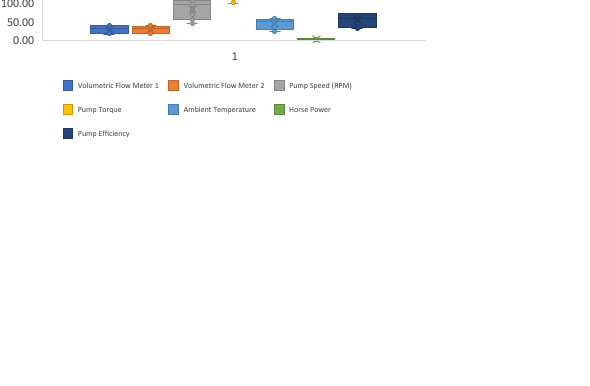 100.00
50.00
0.00
1
Volumetric Flow Meter 1 Volumetric Flow Meter 2 Pump Speed (RPM)
Pump Torque Ambient Temperature Horse Power
Pump Efficiency